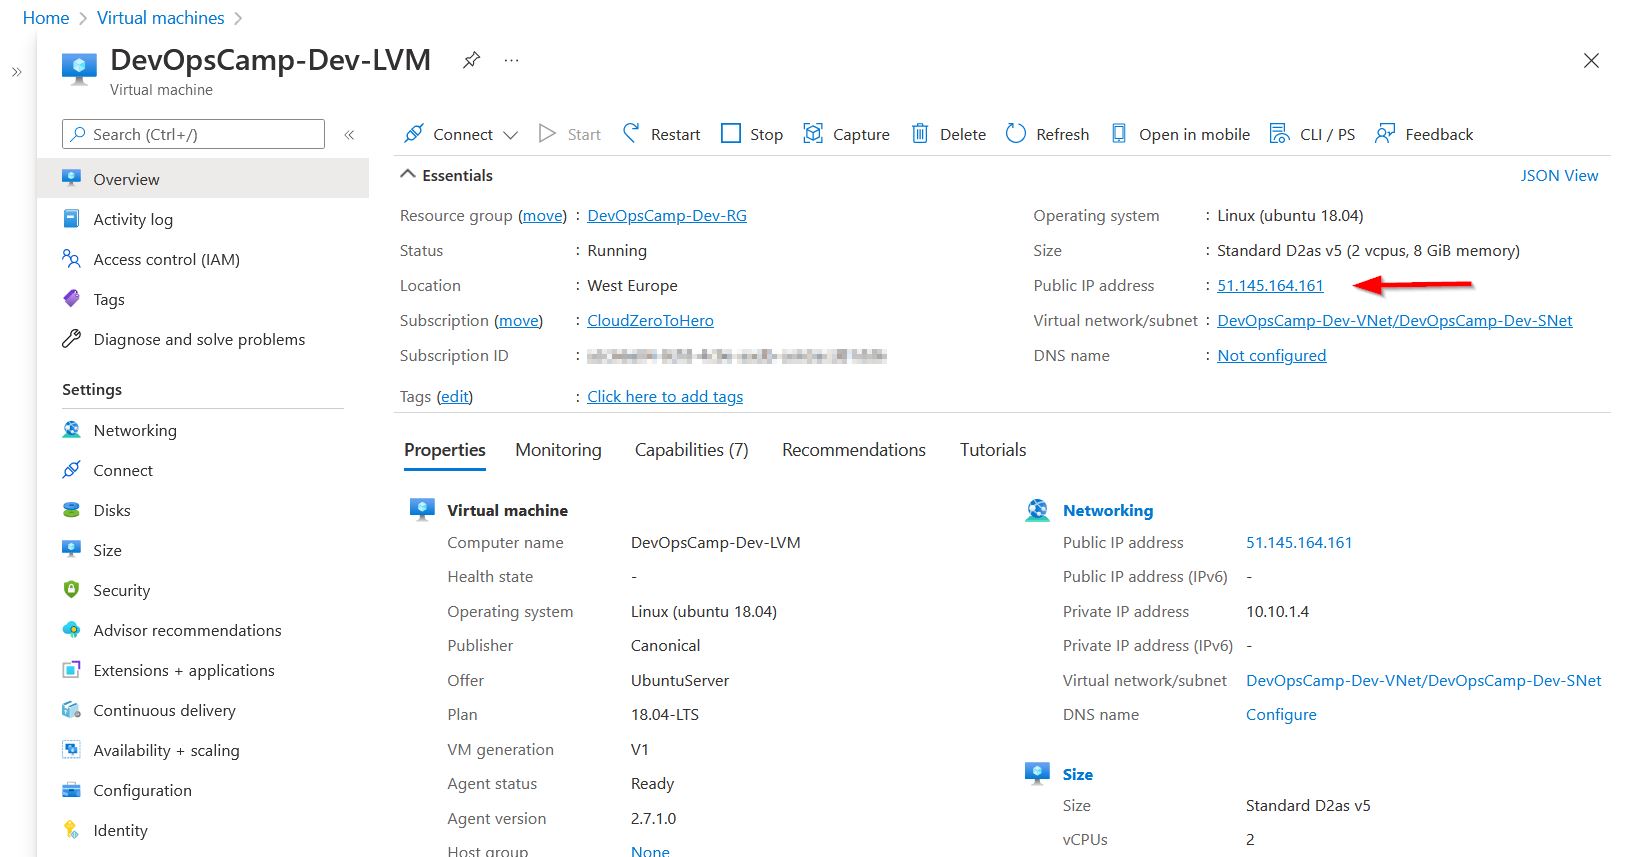 Home > Virtual machines >
DevOpsCamp-Dev-LVM ...
Virtual machine
Search (Ctrl+/)
Overview
Activity log
Access control (IAM)
Tags
Diagnose and solve problems
Settings
Networking
Connect
Disks
Size
Security
Advisor recommendations
Extensions + applications
Continuous delivery
Availability + scaling
Configuration
Identity
Connect Start Restart Stop Capture Delete Refresh Open in mobile CLI / PS Feedback
Essentials JSON View
Resource group (move) : DevOpsCamp-Dev-RG
Status : Running
Location : West Europe
Subscription (move) : CloudZeroToHero
Subscription ID :
Tags (edit) : Click here to add tags
Operating system : Linux (ubuntu 18.04)
Size : Standard D2as v5 (2 vcpus, 8 GiB memory)
Public IP address : 51.145.164.161
Virtual network/subnet : DevOpsCamp-Dev-VNet/DevOpsCamp-Dev-SNet
DNS name : Not configured
Properties Monitoring Capabilities (7) Recommendations Tutorials
Virtual machine
Computer name DevOpsCamp-Dev-LVM
Health state -
Operating system Linux (ubuntu 18.04)
Publisher Canonical
Offer UbuntuServer
Plan 18.04-LTS
VM generation V1
Agent status Ready
Agent version 2.7.1.0
Host group None
Networking
Public IP address 51.145.164.161
Public IP address (IPv6) -
Private IP address 10.10.1.4
Private IP address (IPv6) -
Virtual network/subnet DevOpsCamp-Dev-VNet/DevOpsCamp-Dev-SNet
DNS name Configure
Size
Size Standard D2as v5
vCPUs 2